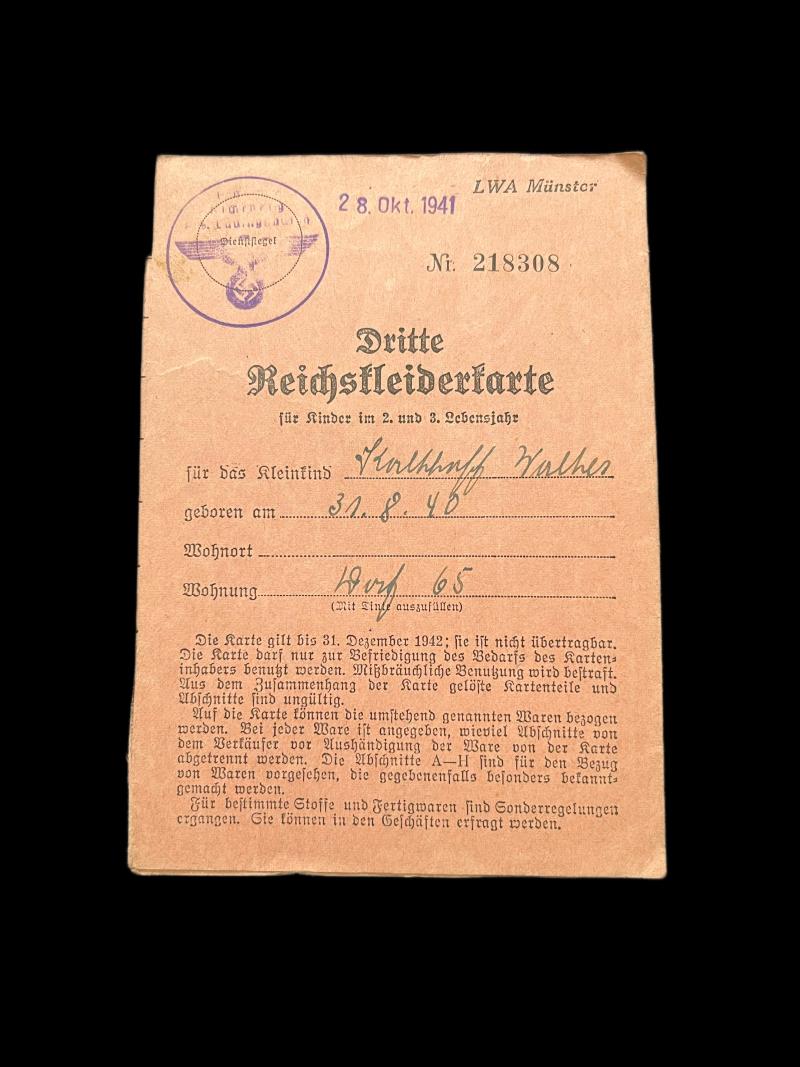 LWA Münster
28. Okt. 1941
Dienstsiegel
Nr. 218308
Dritte
Reichskleiderkarte
für Kinder im 2. und 3. Lebensjahr
für das Kleinkind Kalthoff Walter
geboren am 31. 8. 40
Wohnort
Wohnung Dorf 65
(Mit Tinte auszufüllen)
Die Karte gilt bis 31. Dezember 1942; sie ist nicht übertragbar.
Die Karte darf nur zur Befriedigung des Bedarfs des Karten-
inhabers benutzt werden. Mißbräuchliche Benutzung wird bestraft.
Aus dem Zusammenhang der Karte gelöste Kartenteile und
Abschnitte sind ungültig.
Auf die Karte können die umstehend genannten Waren bezogen
werden. Bei jeder Ware ist angegeben, wieviel Abschnitte von
dem Verkäufer vor Aushändigung der Ware von der Karte
abgetrennt werden. Die Abschnitte A—H sind für den Bezug
von Waren vorgesehen, die gegebenenfalls besonders bekannt-
gemacht werden.
Für bestimmte Stoffe und Fertigwaren sind Sonderregelungen
ergangen. Sie können in den Geschäften erfragt werden.